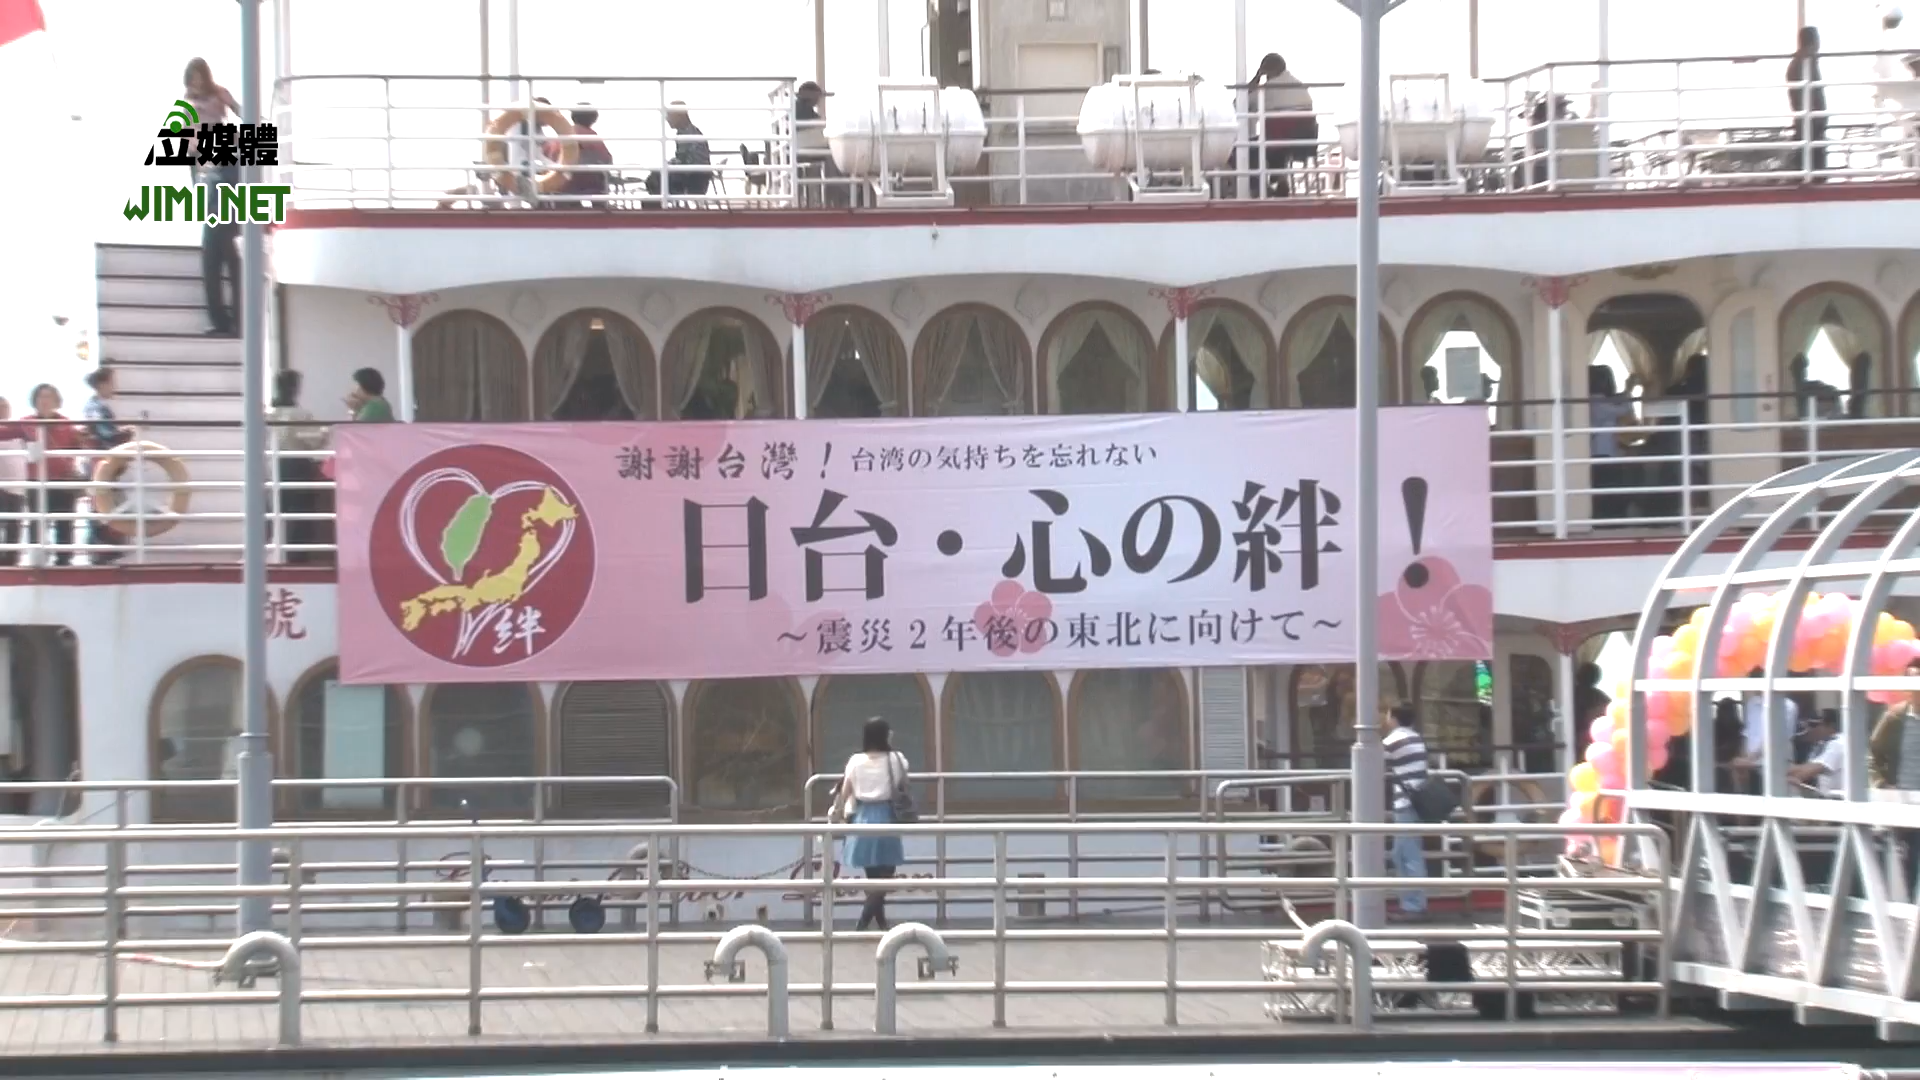 立媒體
JIMI.NET
謝謝台灣！台湾の気持ちを忘れない
日台・心の絆！
～震災２年後の東北に向けて～
絆
號